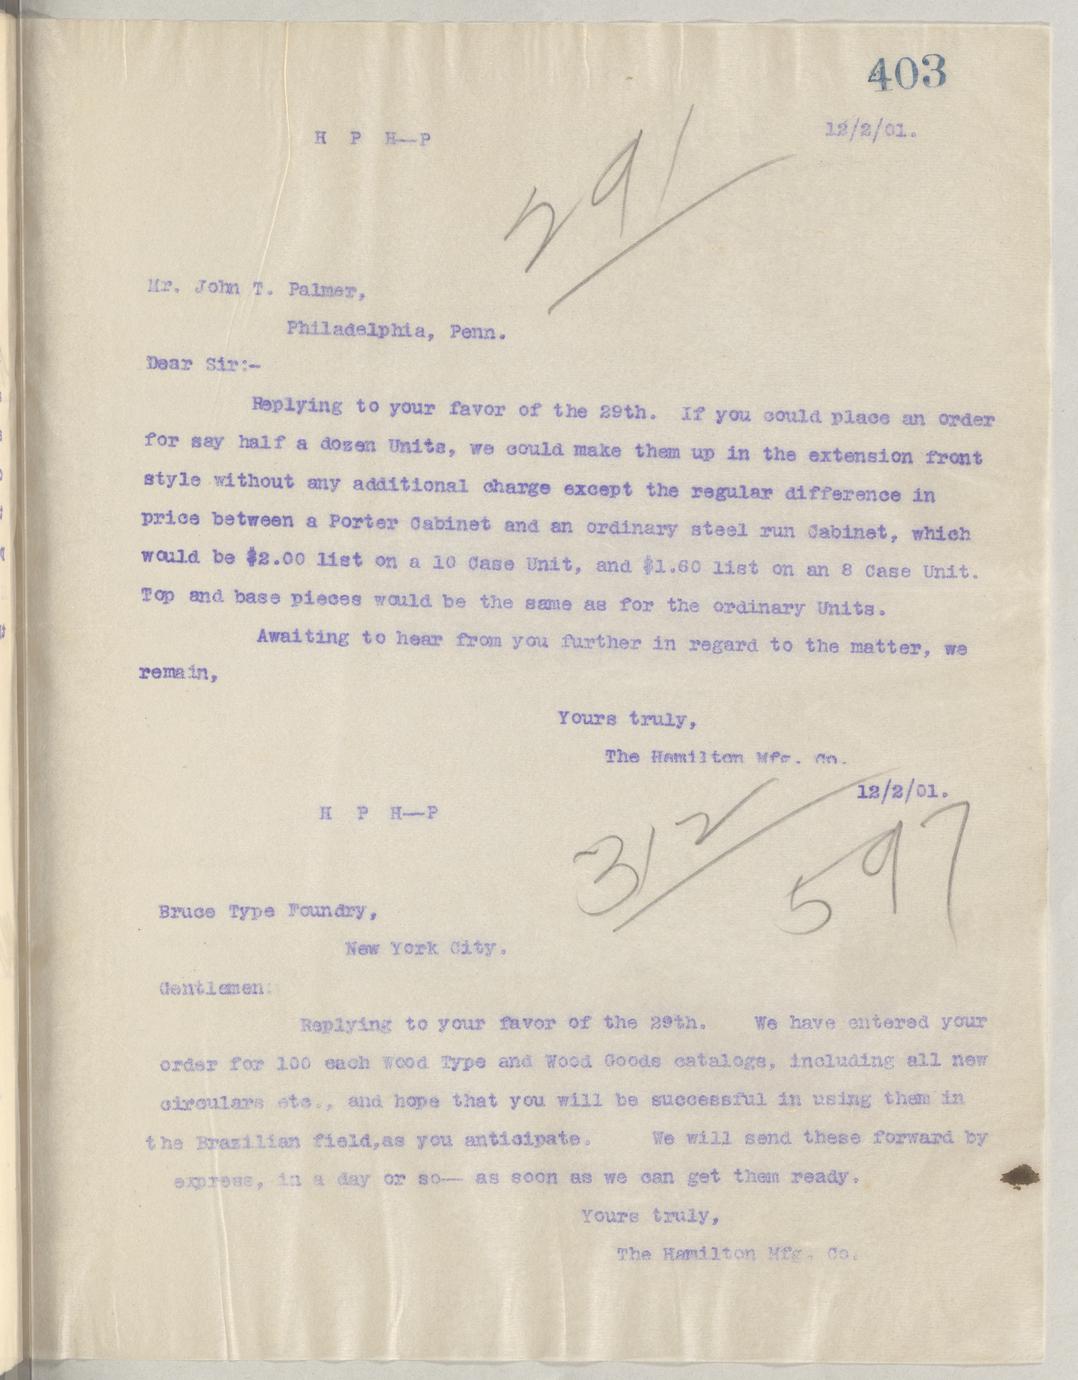 403
H P H--P
12/2/01.
291
Mr. John T. Palmer,
Philadelphia, Penn.
Dear Sir:-
Replying to your favor of the 29th. If you could place an order
for say half a dozen Units, we could make them up in the extension front
style without any additional charge except the regular difference in
price between a Porter Cabinet and an ordinary steel run Cabinet, which
would be $2.00 list on a 10 Case Unit, and $1.60 list on an 8 Case Unit.
Top and base pieces would be the same as for the ordinary Units.
Awaiting to hear from you further in regard to the matter, we
remain,
Yours truly,
The Hamilton Mfg. Co.
12/2/01.
H P H--P
312
597
Bruce Type Foundry,
New York City.
Gentlemen:
Replying to your favor of the 29th. We have entered your
order for 100 each Wood Type and Wood Goods catalogs, including all new
circulars etc., and hope that you will be successful in using them in
the Brazilian field,as you anticipate. We will send these forward by
express, in a day or so-- as soon as we can get them ready.
Yours truly,
The Hamilton Mfg. Co.